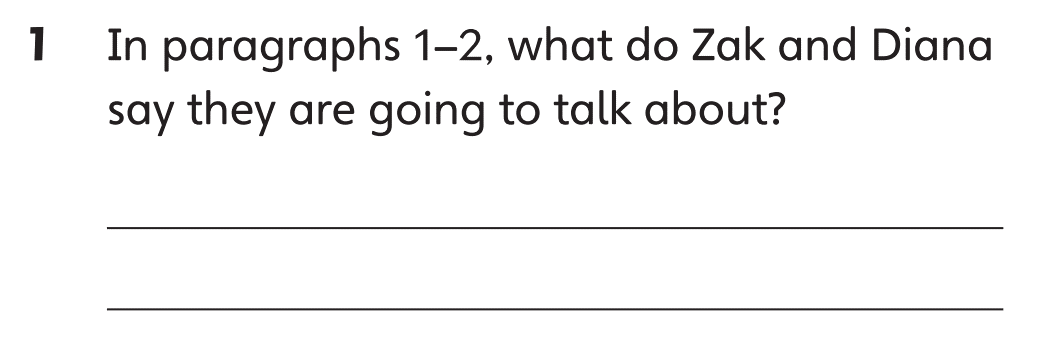 1 In paragraphs 1–2, what do Zak and Diana
say they are going to talk about?